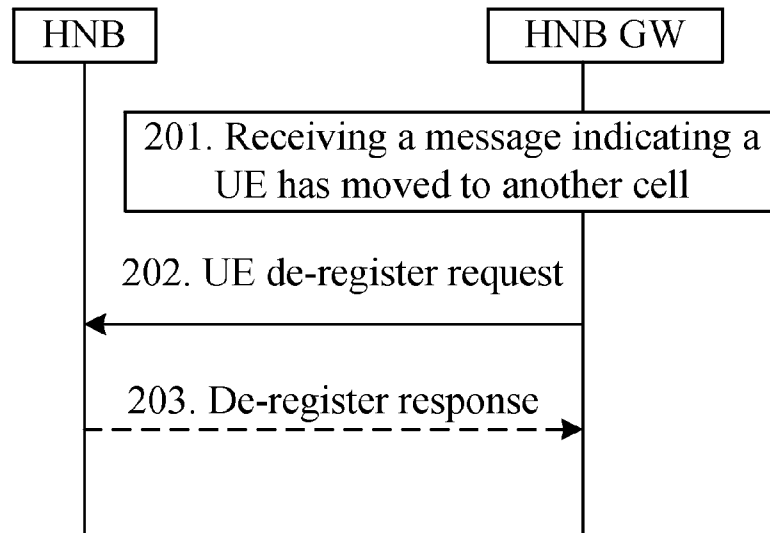 HNB
HNB GW
201. Receiving a message indicating a
UE has moved to another cell
202. UE de-register request
203. De-register response